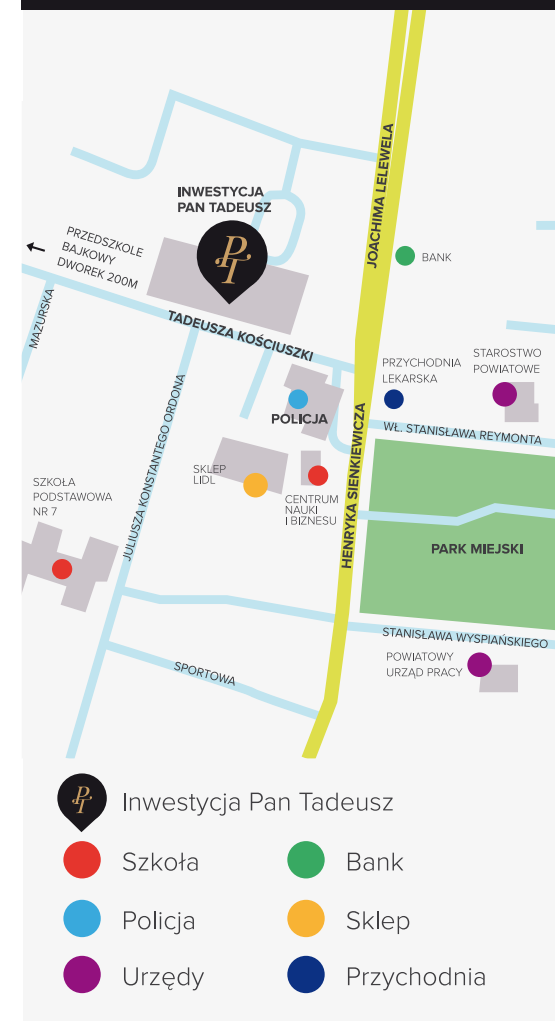 JOACHIMA LELEWELA
INWESTYCJA
PAN TADEUSZ
PT
PRZEDSZKOLE
BAJKOWY
DWOREK 200M
BANK
MAZURSKA
TADEUSZA KOŚCIUSZKI
PRZYCHODNIA
LEKARSKA
STAROSTWO
POWIATOWE
POLICJA
WŁ. STANISŁAWA REYMONTA
JULIUSZA KONSTANTEGO ORDONA
HENRYKA SIENKIEWICZA
SKLEP
LIDL
SZKOŁA
PODSTAWOWA
NR 7
CENTRUM
NAUKI
I BIZNESU
PARK MIEJSKI
STANISŁAWA WYSPIAŃSKIEGO
POWIATOWY
URZĄD PRACY
SPORTOWA
PT
Inwestycja Pan Tadeusz
Szkoła
Bank
Policja
Sklep
Urzędy
Przychodnia